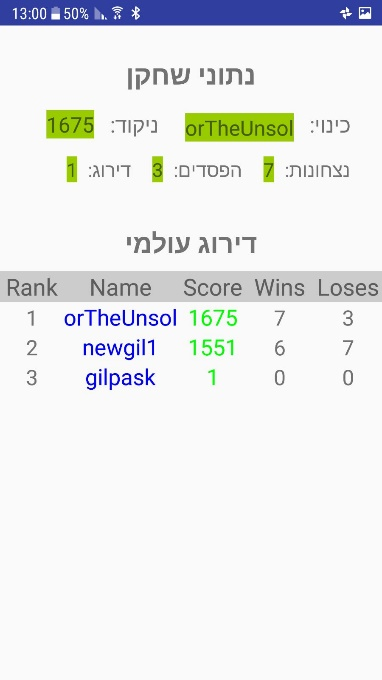 13:00 50%
נתוני שחקן
כינוי: orTheUnsol ניקוד: 1675
נצחונות: 7 הפסדים: 3 דירוג: 1
דירוג עולמי
Rank Name Score Wins Loses
1 orTheUnsol 1675 7 3
2 newgil1 1551 6 7
3 gilpask 1 0 0